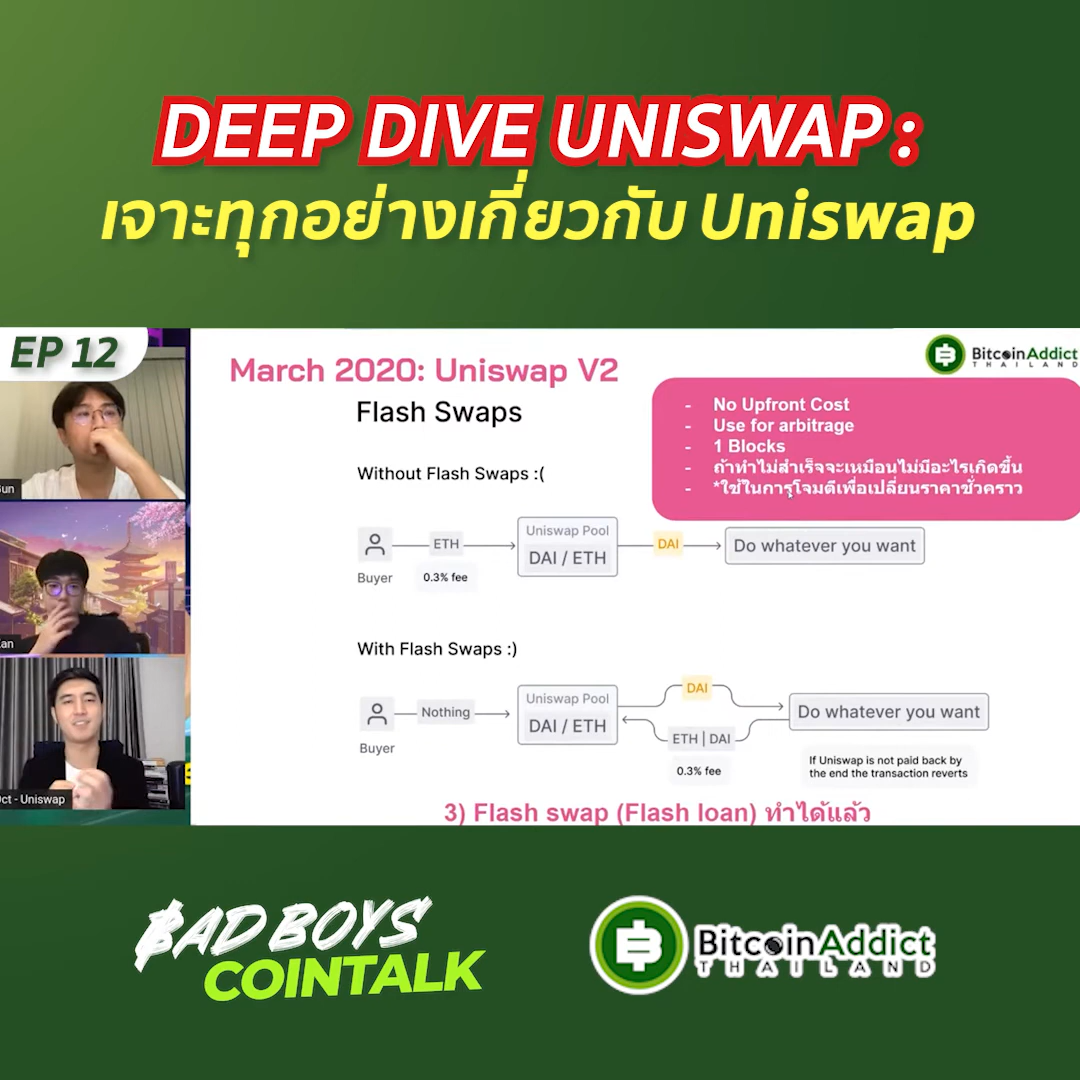 DEEP DIVE UNISWAP :
เจาะทุกอย่างเกี่ยวกับ Uniswap
EP 12
BitcoinAddict
THAILAND
March 2020: Uniswap V2
Flash Swaps
- No Upfront Cost
- Use for arbitrage
- 1 Blocks
- ถ้าทำไม่สำเร็จจะเหมือนไม่มีอะไรเกิดขึ้น
- *ใช้ในการโจมตีเพื่อเปลี่ยนราคาชั่วคราว
Without Flash Swaps :(
Buyer
ETH
0.3% fee
Uniswap Pool
DAI / ETH
DAI
Do whatever you want
With Flash Swaps :)
Buyer
Nothing
Uniswap Pool
DAI / ETH
DAI
ETH | DAI
0.3% fee
Do whatever you want
If Uniswap is not paid back by
the end the transaction reverts
3) Flash swap (Flash loan) ทำได้แล้ว
Oct - Uniswap
BAD BOYS
COINTALK
BitcoinAddict
THAILAND